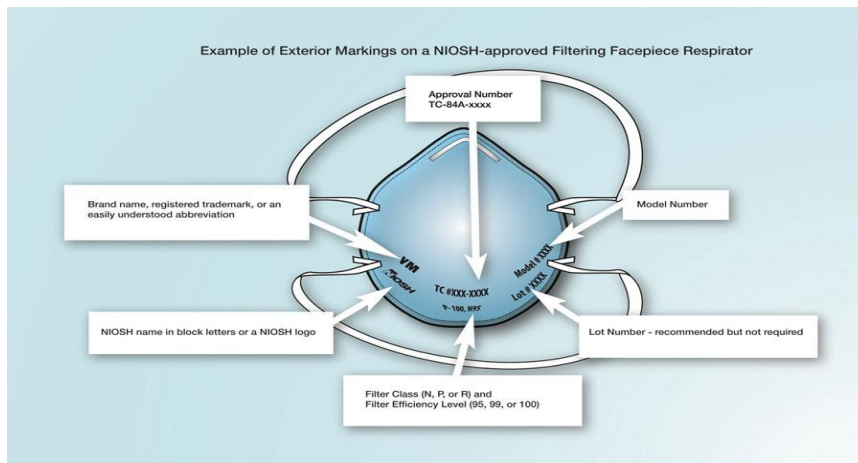 Example of Exterior Markings on a NIOSH-approved Filtering Facepiece Respirator
Approval Number
TC-84A-xxxx
Brand name, registered trademark, or an
easily understood abbreviation
Model Number
VM
NIOSH
TC #XXX-XXXX
P- 100, N95
Model # XXXX
Lot # XXXX
NIOSH name in block letters or a NIOSH logo
Lot Number - recommended but not required
Filter Class (N, P, or R) and
Filter Efficiency Level (95, 99, or 100)